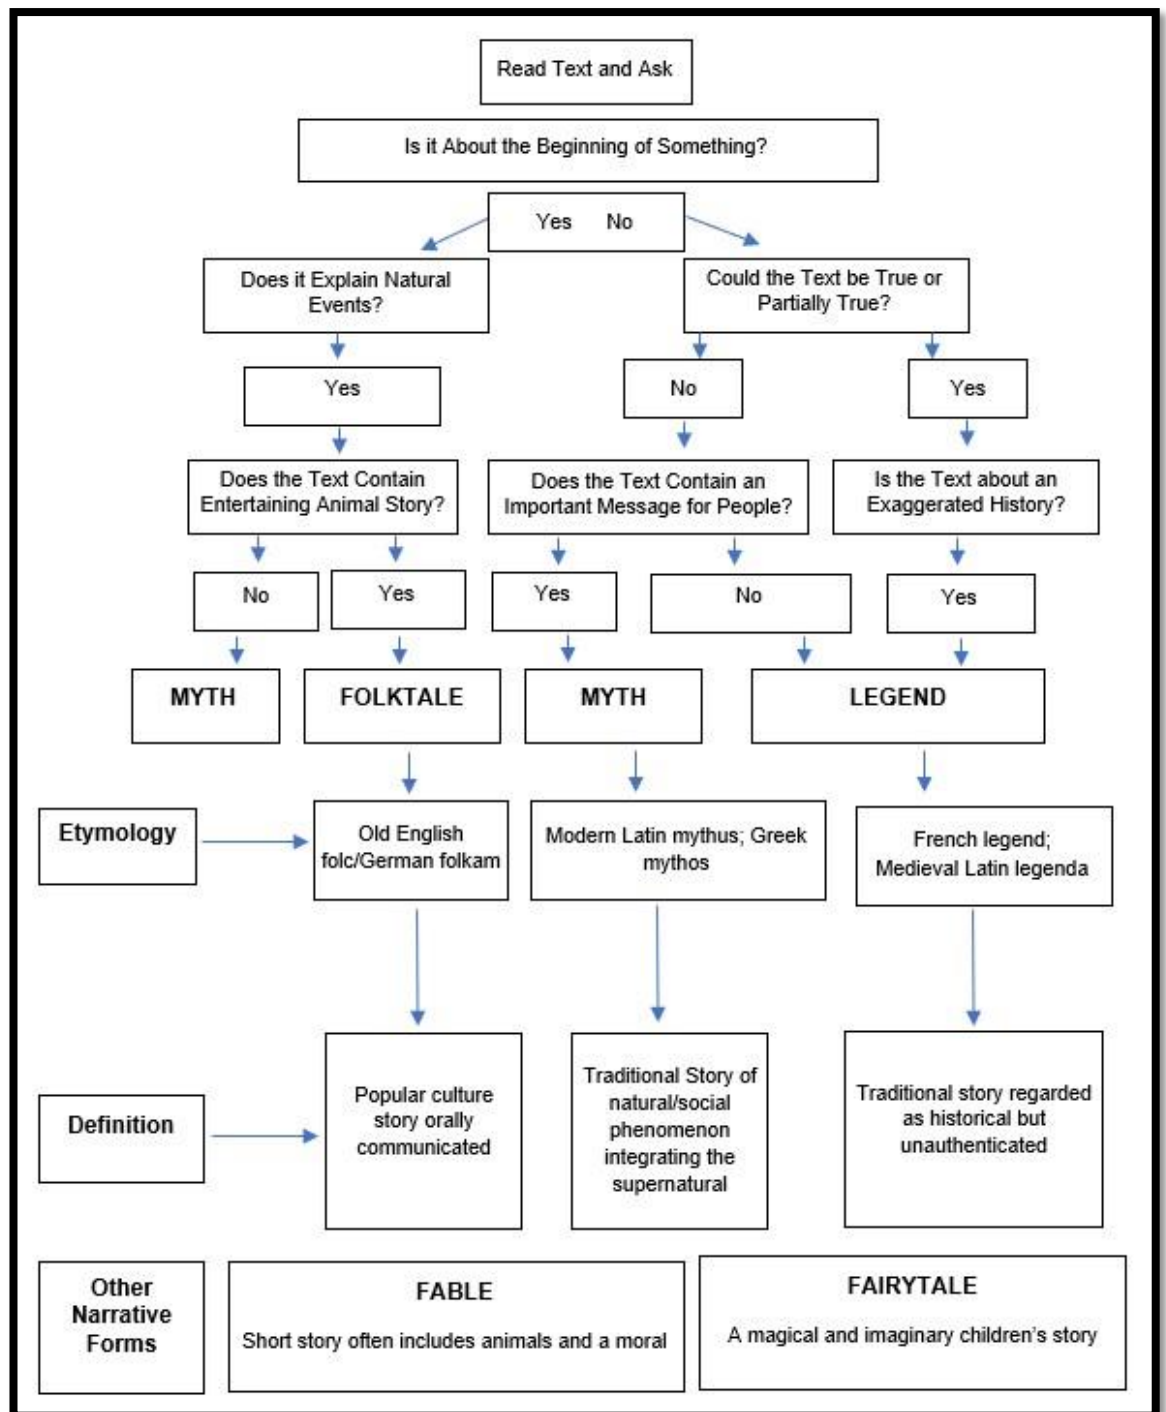 Read Text and Ask
Is it About the Beginning of Something?
Yes No
Does it Explain Natural
Events?
Could the Text be True or
Partially True?
Yes
No
Yes
Does the Text Contain
Entertaining Animal Story?
Does the Text Contain an
Important Message for People?
Is the Text about an
Exaggerated History?
No
Yes
Yes
No
Yes
MYTH
FOLKTALE
MYTH
LEGEND
Etymology
Old English
folc/German folkam
Modern Latin mythus; Greek
mythos
French legend;
Medieval Latin legenda
Definition
Popular culture
story orally
communicated
Traditional Story of
natural/social
phenomenon
integrating the
supernatural
Traditional story regarded
as historical but
unauthenticated
Other
Narrative
Forms
FABLE
Short story often includes animals and a moral
FAIRYTALE
A magical and imaginary children’s story